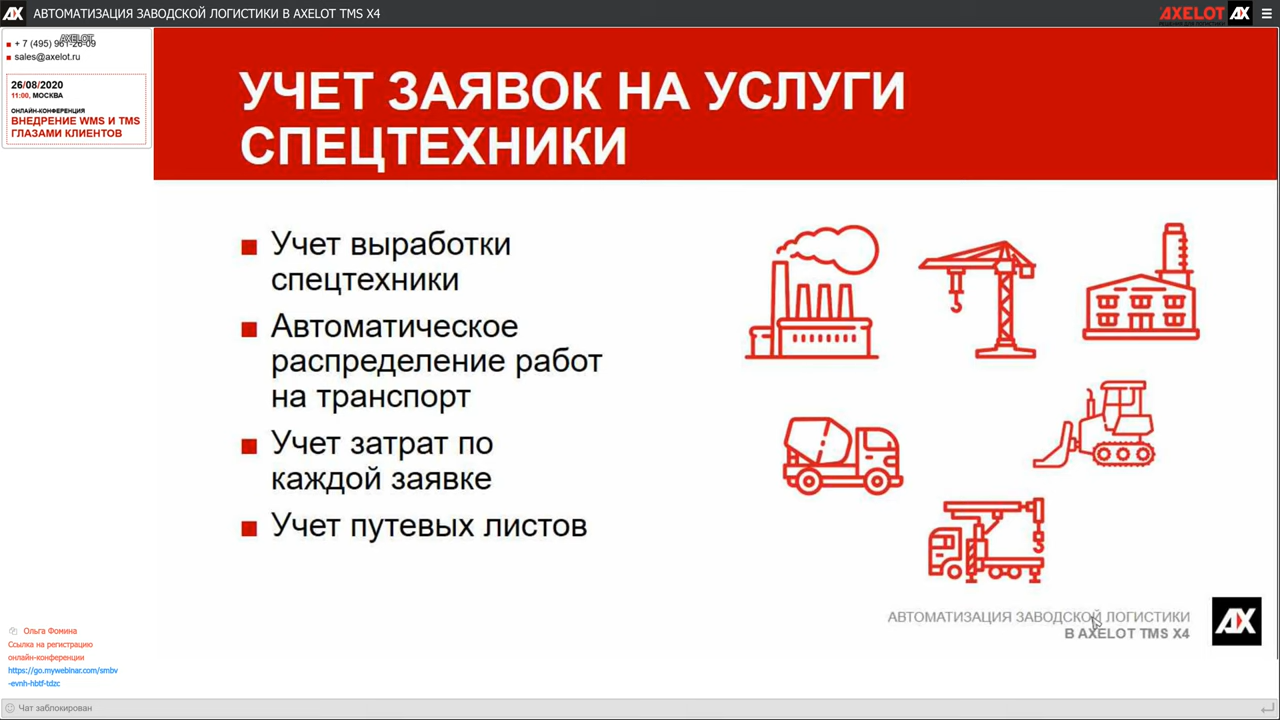 АВТОМАТИЗАЦИЯ ЗАВОДСКОЙ ЛОГИСТИКИ В AXELOT TMS X4
AXELOT
AXELOT
+ 7 (495) 961-26-09
sales@axelot.ru
26/08/2020
11:00, МОСКВА
ОНЛАЙН-КОНФЕРЕНЦИЯ
ВНЕДРЕНИЕ WMS И TMS
ГЛАЗАМИ КЛИЕНТОВ
УЧЕТ ЗАЯВОК НА УСЛУГИ
СПЕЦТЕХНИКИ
Учет выработки
спецтехники
Автоматическое
распределение работ
на транспорт
Учет затрат по
каждой заявке
Учет путевых листов
АВТОМАТИЗАЦИЯ ЗАВОДСКОЙ ЛОГИСТИКИ
В AXELOT TMS X4
Ольга Фомина
Ссылка на регистрацию
онлайн-конференции
https://go.mywebinar.com/smbv
-evnh-hbtf-tdzc
Чат заблокирован